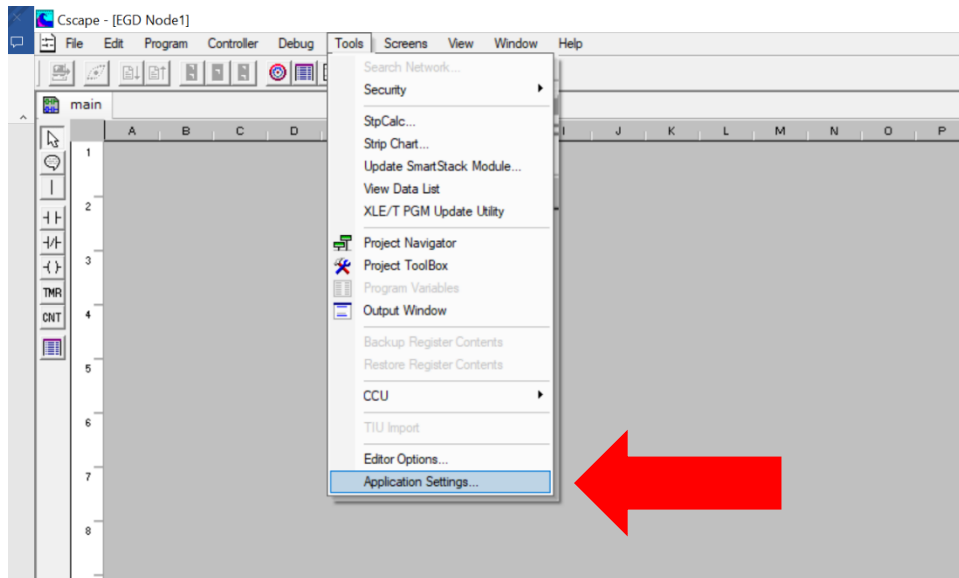 Cscape - [EGD Node1]
File Edit Program Controller Debug Tools Screens View Window Help
main
A B C D I J K L M N O P
1
2
3
4
5
6
7
8
TMR
CNT
Search Network...
Security
StpCalc...
Strip Chart...
Update SmartStack Module...
View Data List
XLE/T PGM Update Utility
Project Navigator
Project ToolBox
Program Variables
Output Window
Backup Register Contents
Restore Register Contents
CCU
TIU Import
Editor Options...
Application Settings...